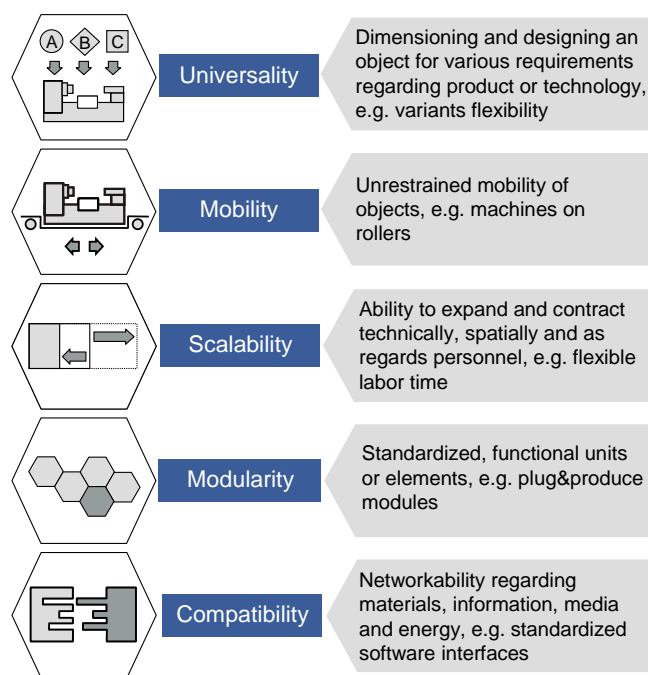 A B C
Universality
Dimensioning and designing an
object for various requirements
regarding product or technology,
e.g. variants flexibility
Mobility
Unrestrained mobility of
objects, e.g. machines on
rollers
Scalability
Ability to expand and contract
technically, spatially and as
regards personnel, e.g. flexible
labor time
Modularity
Standardized, functional units
or elements, e.g. plug&produce
modules
Compatibility
Networkability regarding
materials, information, media
and energy, e.g. standardized
software interfaces